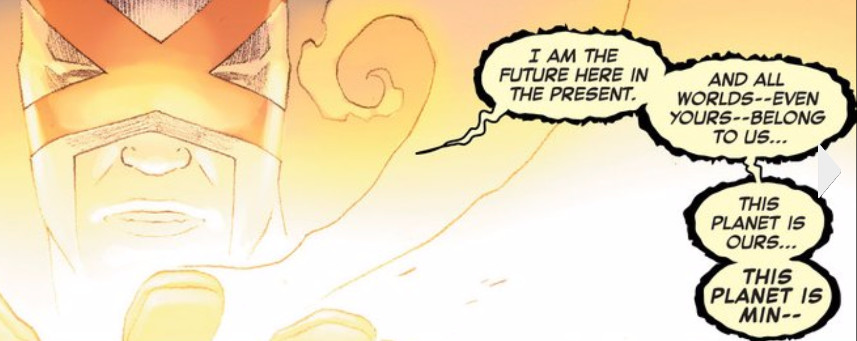 I AM THE
FUTURE HERE IN
THE PRESENT.
AND ALL
WORLDS--EVEN
YOURS--BELONG
TO US...
THIS
PLANET IS
OURS...
THIS
PLANET IS
MIN--